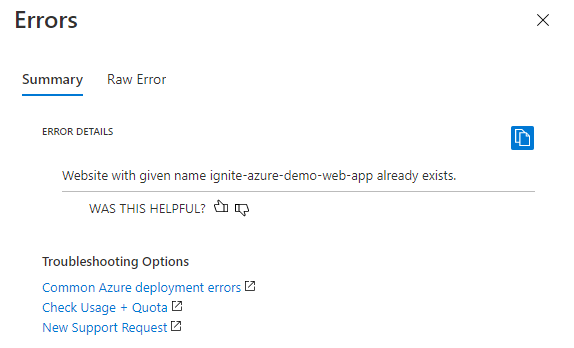 Errors
Summary Raw Error
ERROR DETAILS
Website with given name ignite-azure-demo-web-app already exists.
WAS THIS HELPFUL?
Troubleshooting Options
Common Azure deployment errors
Check Usage + Quota
New Support Request